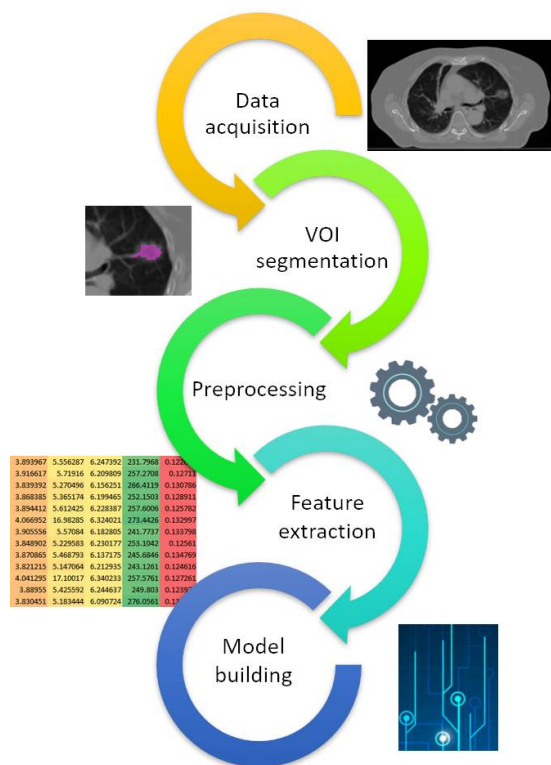 Data
acquisition
VOI
segmentation
Preprocessing
3.893967 5.556287 6.247392 231.7968
3.916617 5.71916 6.209809 257.2708 0.12711
3.839392 5.270496 6.156251 266.4119 0.130786
3.868385 5.365174 6.199465 252.1503 0.128911
3.894412 5.612425 6.228387 257.6006 0.125782
4.066952 16.98285 6.324021 273.4426 0.132997
3.905556 5.57084 6.182805 241.7737 0.133798
3.848902 5.229583 6.230177 253.1042 0.12561
3.870865 5.468793 6.137175 245.6846 0.134769
3.821215 5.147064 6.212935 243.1261 0.124616
4.041295 17.10017 6.340233 257.5761 0.127261
3.88955 5.425592 6.244637 249.803
3.830451 5.183444 6.090724 276.0561
Feature
extraction
Model
building